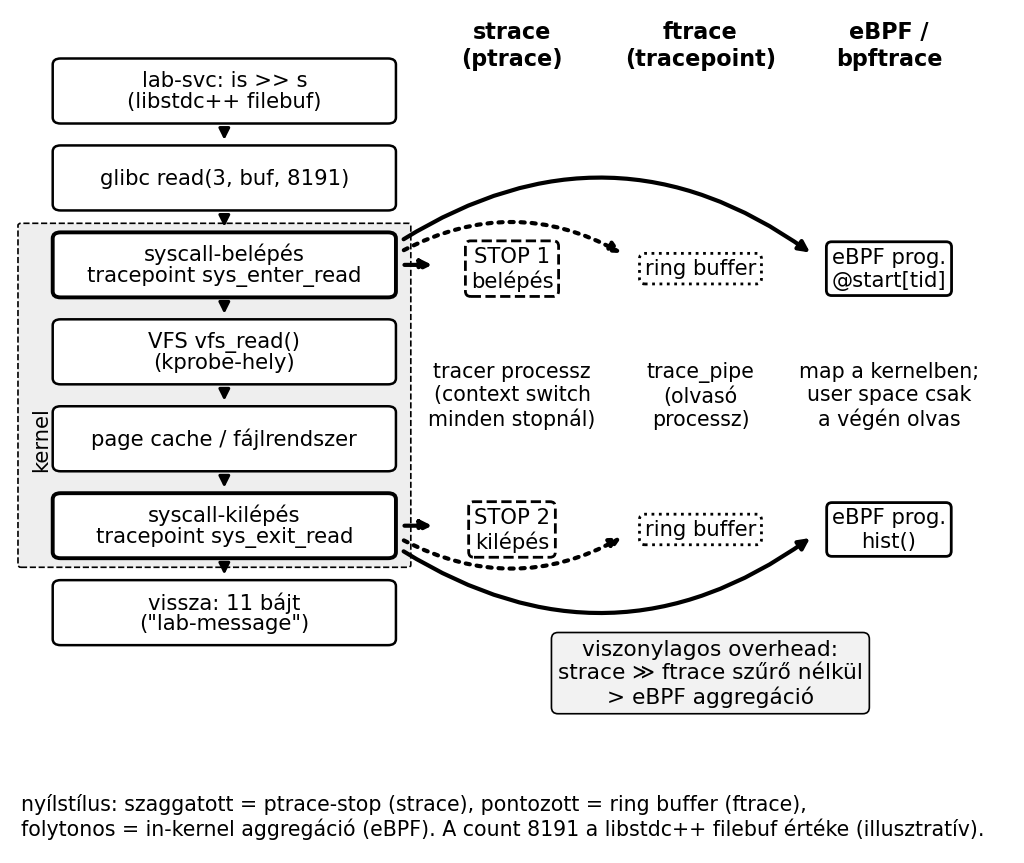 strace
(ptrace)
ftrace
(tracepoint)
eBPF /
bpftrace
lab-svc: is >> s
(libstdc++ filebuf)
glibc read(3, buf, 8191)
kernel
syscall-belépés
tracepoint sys_enter_read
STOP 1
belépés
ring buffer
eBPF prog.
@start[tid]
VFS vfs_read()
(kprobe-hely)
tracer processz
(context switch
minden stopnál)
trace_pipe
(olvasó
processz)
map a kernelben;
user space csak
a végén olvas
page cache / fájlrendszer
syscall-kilépés
tracepoint sys_exit_read
STOP 2
kilépés
ring buffer
eBPF prog.
hist()
vissza: 11 bájt
("lab-message")
viszonylagos overhead:
strace ≫ ftrace szűrő nélkül
> eBPF aggregáció
nyílstílus: szaggatott = ptrace-stop (strace), pontozott = ring buffer (ftrace),
folytonos = in-kernel aggregáció (eBPF). A count 8191 a libstdc++ filebuf értéke (illusztratív).